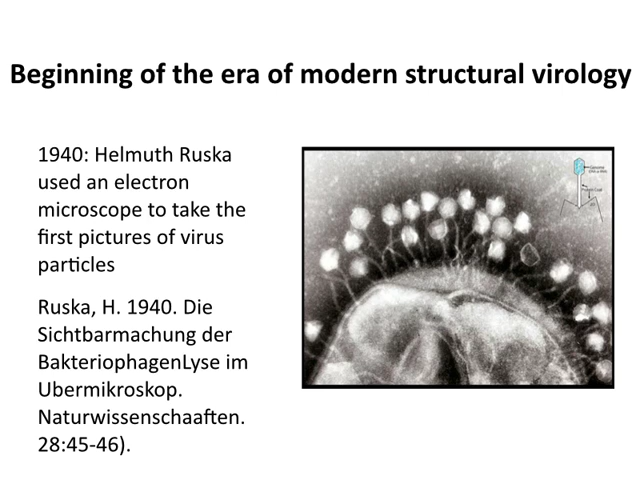 Beginning of the era of modern structural virology
1940: Helmuth Ruska
used an electron
microscope to take the
first pictures of virus
particles
Ruska, H. 1940. Die
Sichtbarmachung der
BakteriophagenLyse im
Ubermikroskop.
Naturwissenschaaften.
28:45-46).